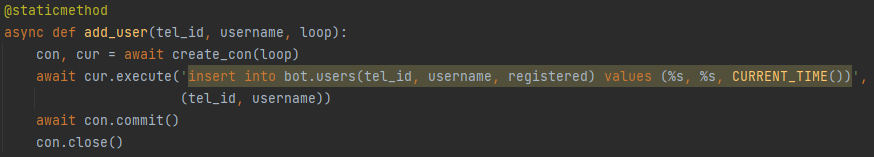 @staticmethod
async def add_user(tel_id, username, loop):
    con, cur = await create_con(loop)
    await cur.execute('insert into bot.users(tel_id, username, registered) values (%s, %s, CURRENT_TIME())',
                      (tel_id, username))
    await con.commit()
    con.close()